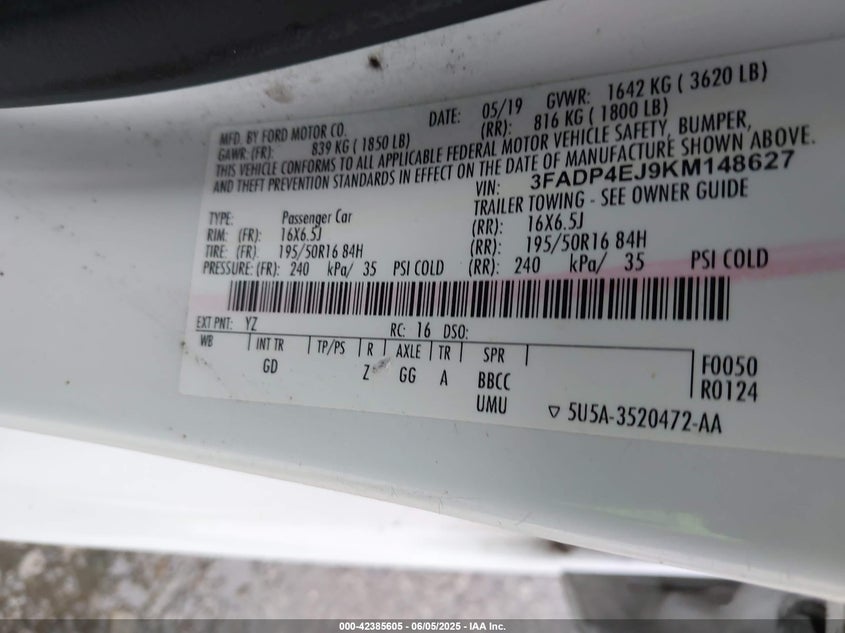 MFD. BY FORD MOTOR CO. DATE: 05/19 GVWR: 1642 KG ( 3620 LB)
GAWR: (FR): 839 KG ( 1850 LB) (RR): 816 KG ( 1800 LB)
THIS VEHICLE CONFORMS TO ALL APPLICABLE FEDERAL MOTOR VEHICLE SAFETY, BUMPER,
AND THEFT PREVENTION STANDARDS IN EFFECT ON THE DATE OF MANUFACTURE SHOWN ABOVE.
VIN: 3FADP4EJ9KM148627
TYPE: Passenger Car TRAILER TOWING - SEE OWNER GUIDE
RIM: (FR): 16X6.5J (RR): 16X6.5J
TIRE: (FR): 195/50R16 84H (RR): 195/50R16 84H
PRESSURE: (FR): 240 kPa/ 35 PSI COLD (RR): 240 kPa/ 35 PSI COLD
EXT PNT: YZ RC: 16 DSO:
WB INT TR TP/PS R AXLE TR SPR
GD Z GG A BBCC
UMU
F0050
R0124
▽ 5U5A-3520472-AA
000-42385605 - 06/05/2025 - IAA Inc.